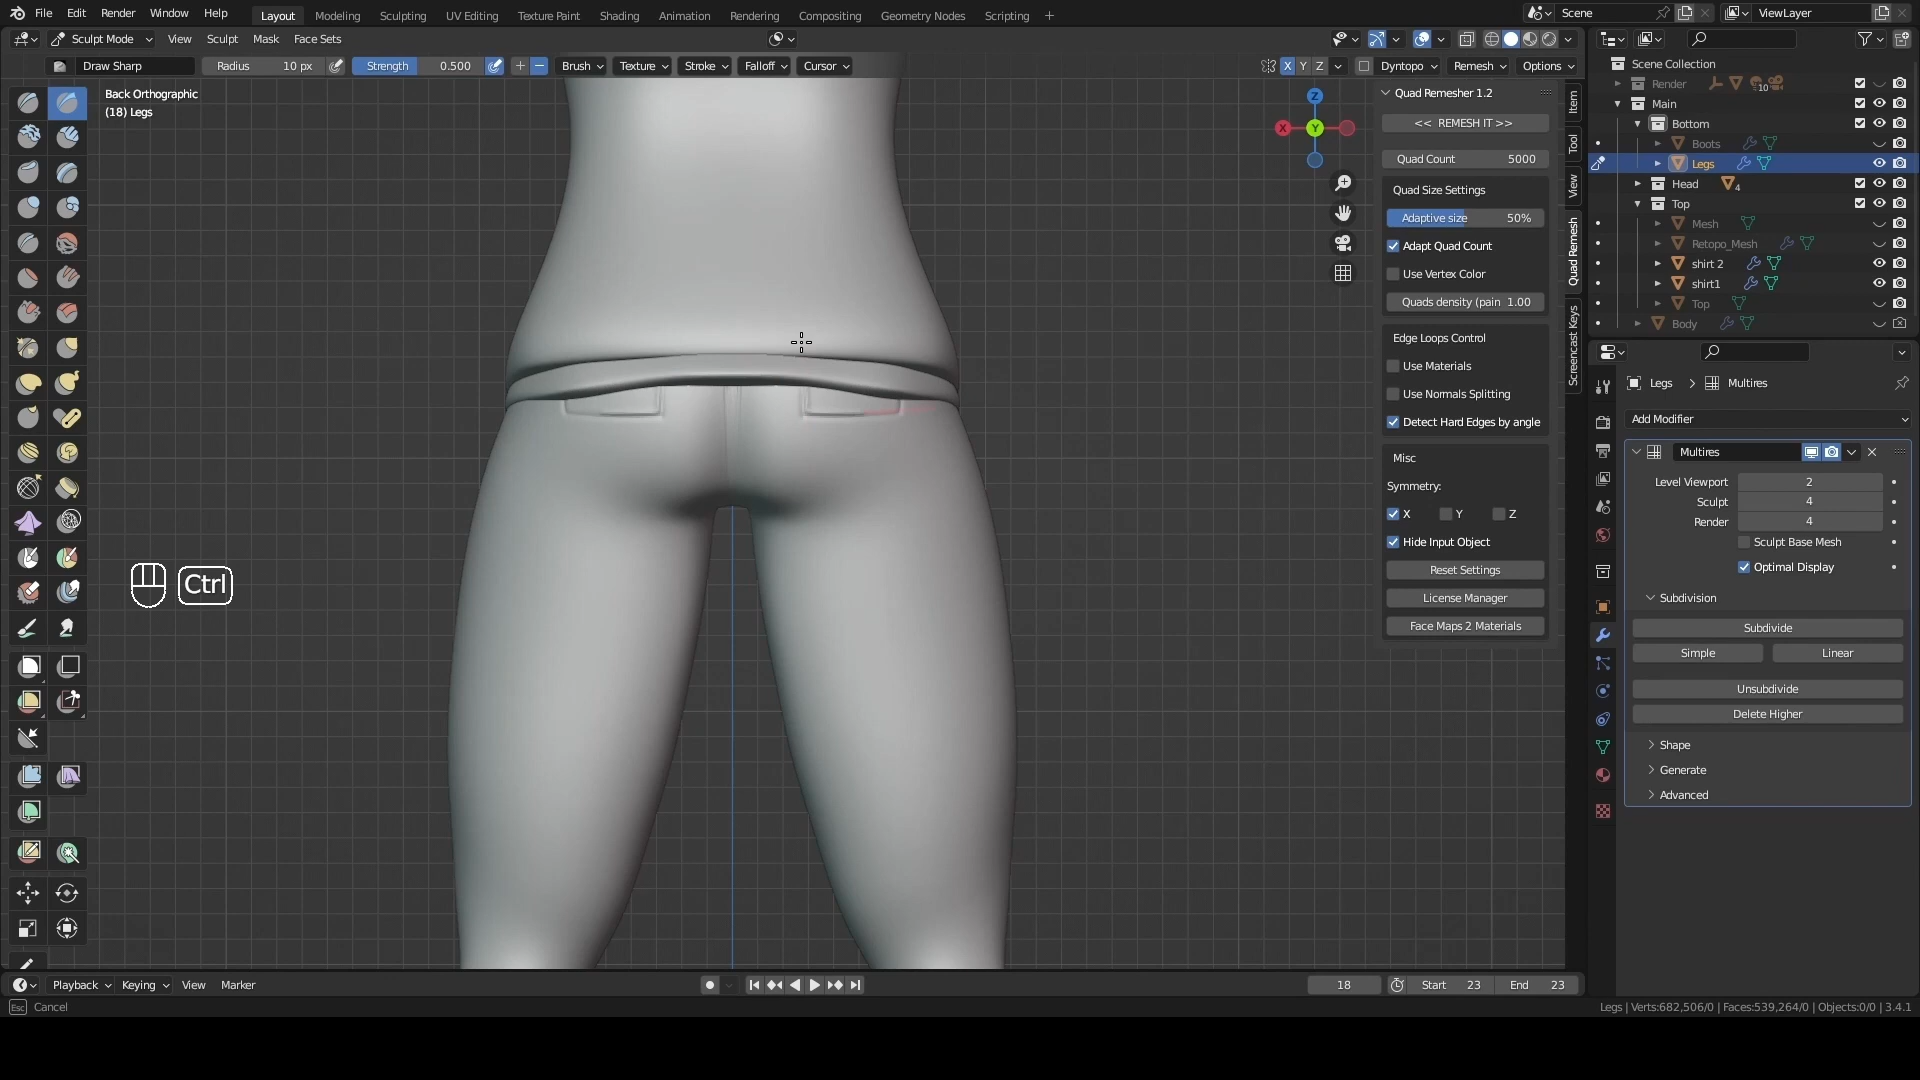 File Edit Render Window Help Layout Modeling Sculpting UV Editing Texture Paint Shading Animation Rendering Compositing Geometry Nodes Scripting + Scene ViewLayer
Sculpt Mode View Sculpt Mask Face Sets
Draw Sharp Radius 10 px Strength 0.500 Brush Texture Stroke Falloff Cursor X Y Z Dyntopo Remesh Options
Back Orthographic
(18) Legs
Z
X
Y
Ctrl
Quad Remesher 1.2
<< REMESH IT >>
Quad Count 5000
Quad Size Settings
Adaptive size 50%
Adapt Quad Count
Use Vertex Color
Quads density (pain 1.00
Edge Loops Control
Use Materials
Use Normals Splitting
Detect Hard Edges by angle
Misc
Symmetry:
X Y Z
Hide Input Object
Reset Settings
License Manager
Face Maps 2 Materials
Item
Tool
View
Quad Remesh
Screencast Keys
Scene Collection
Render 10
Main
Bottom
Boots
Legs
Head 4
Top
Mesh
Retopo_Mesh
shirt 2
shirt1
Top
Body
Legs > Multires
Add Modifier
Multires
Level Viewport 2
Sculpt 4
Render 4
Sculpt Base Mesh
Optimal Display
Subdivision
Subdivide
Simple Linear
Unsubdivide
Delete Higher
Shape
Generate
Advanced
Playback Keying View Marker 18 Start 23 End 23
Esc Cancel Legs | Verts:682,506/0 | Faces:539,264/0 | Objects:0/0 | 3.4.1